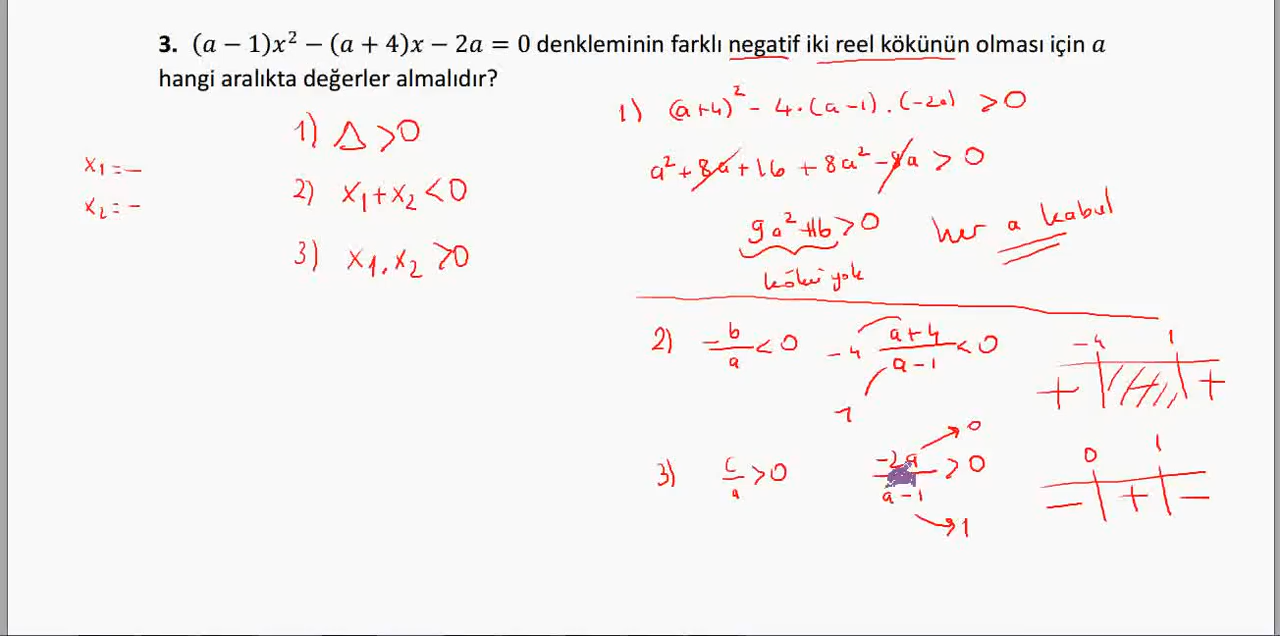 3. (a − 1)x² − (a + 4)x − 2a = 0 denkleminin farklı negatif iki reel kökünün olması için a
hangi aralıkta değerler almalıdır?
x₁ = −
x₂ = −
1) Δ > 0
2) x₁ + x₂ < 0
3) x₁ . x₂ > 0
1) (a+4)² − 4 . (a−1) . (−2a) > 0
a² + 8a + 16 + 8a² − 8a > 0
9a² + 16 > 0 her a kabul
kökü yok
2) −b/a < 0 −4 (a+4)/(a−1) < 0 −4 1
1 + +
3) c/a > 0 −2a/(a−1) > 0 0 0 1
1 − + −